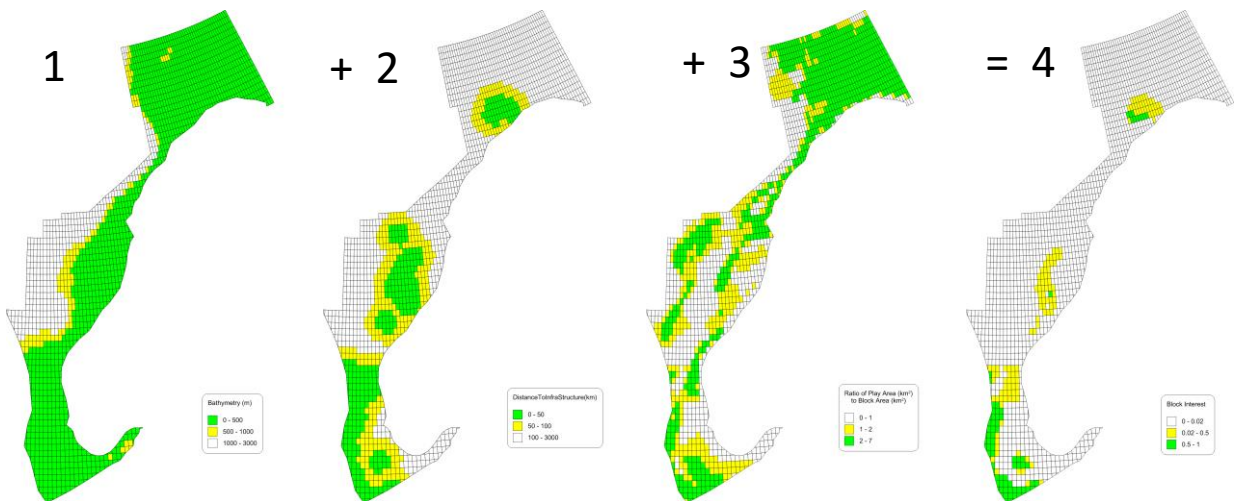 1
+ 2
+ 3
= 4
Bathymetry (m)
0 - 500
500 - 1000
1000 - 3000
DistanceToInfraStructure(km)
0 - 50
50 - 100
100 - 3000
Ratio of Play Area (km²)
to Block Area (km²)
0 - 1
1 - 2
2 - 7
Block Interest
0 - 0.02
0.02 - 0.5
0.5 - 1